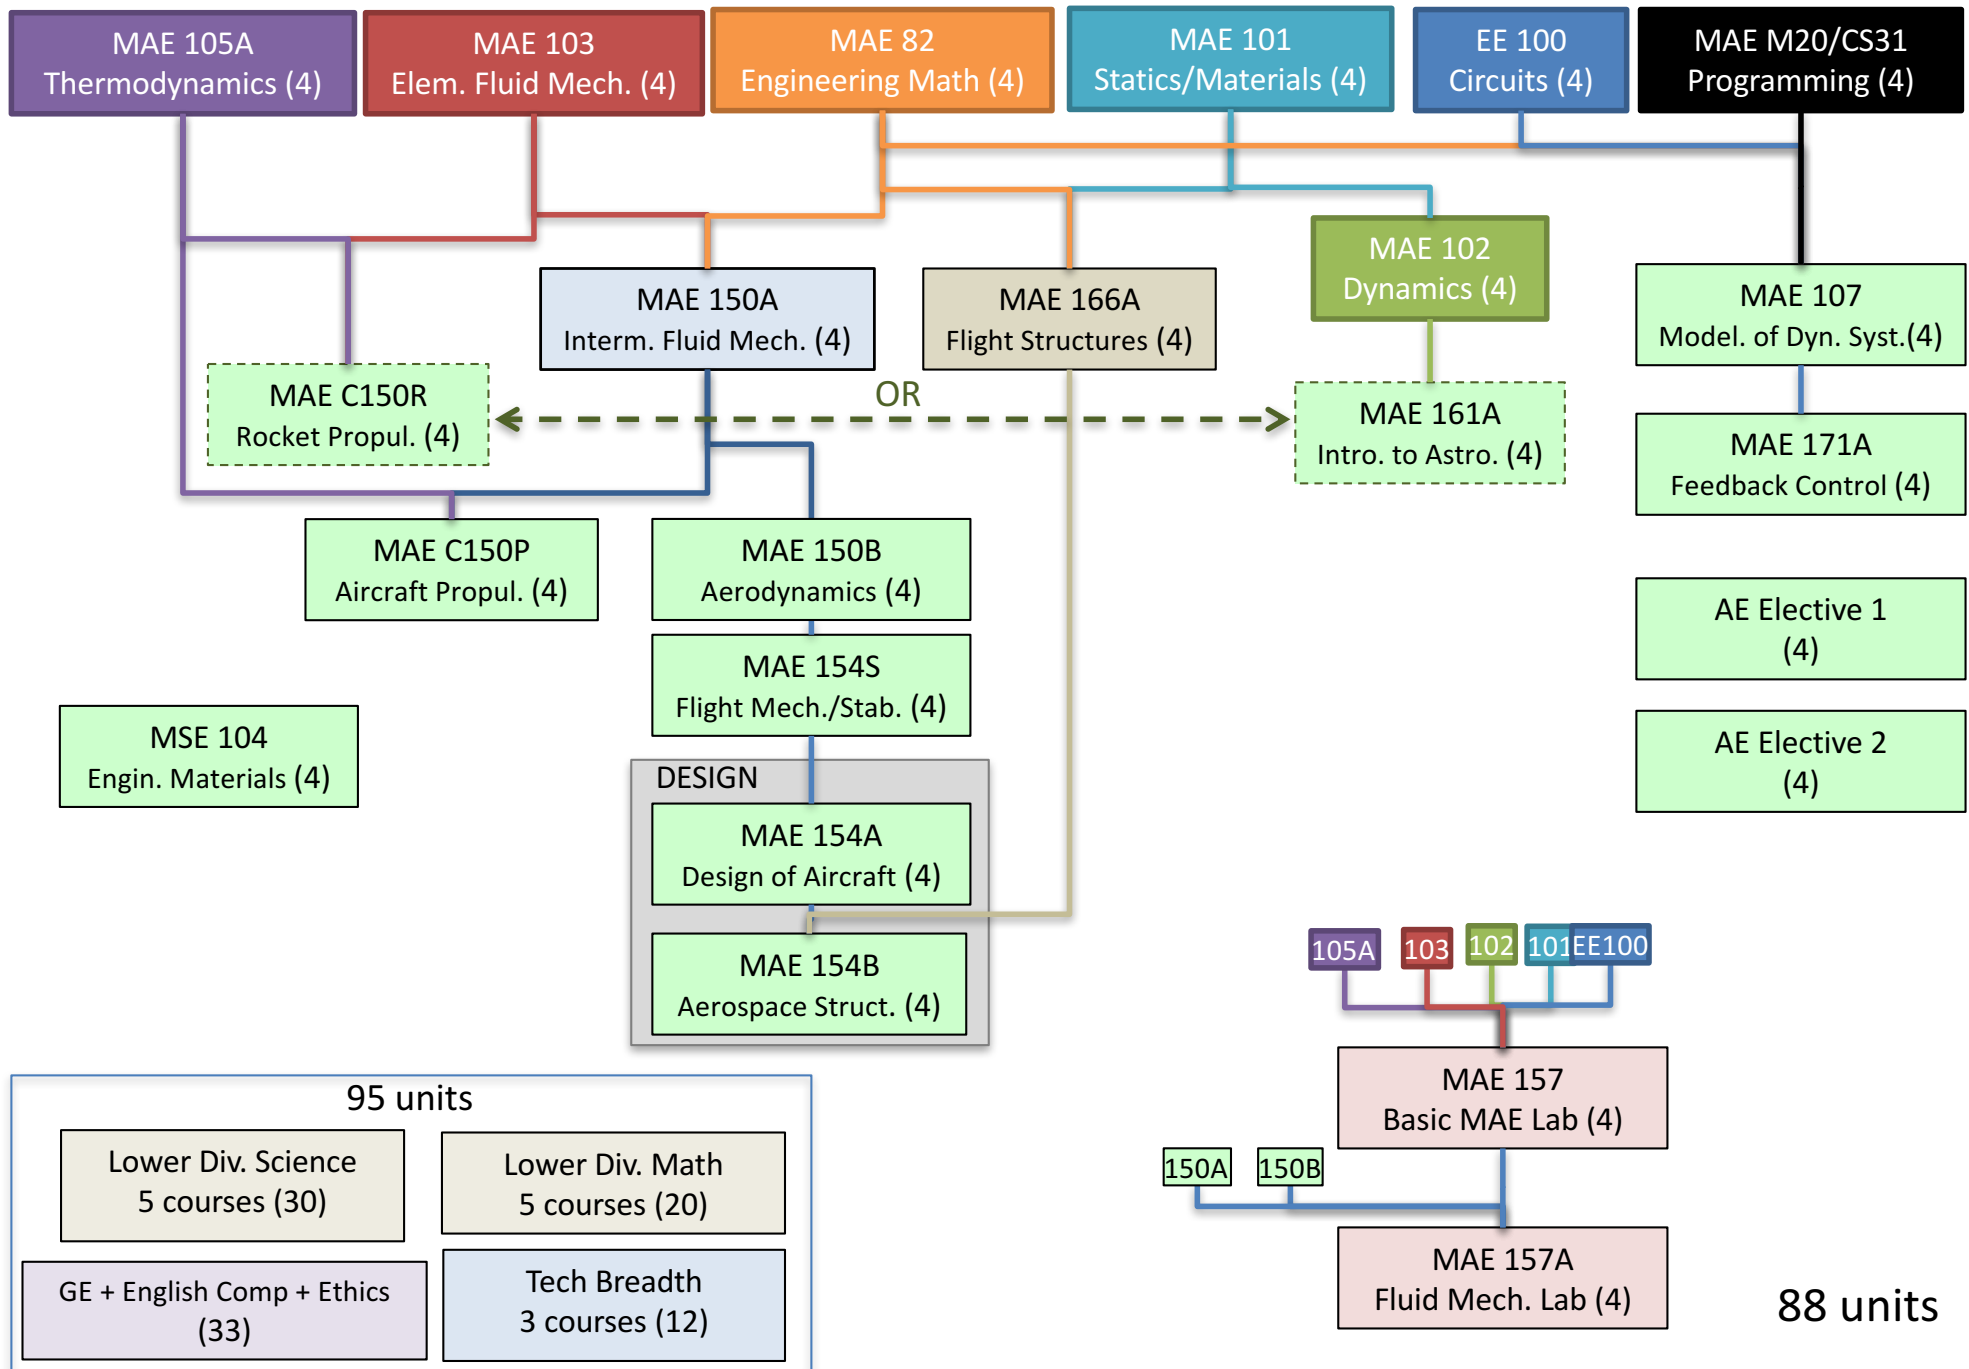 MAE 105A
Thermodynamics (4)
MAE 103
Elem. Fluid Mech. (4)
MAE 82
Engineering Math (4)
MAE 101
Statics/Materials (4)
EE 100
Circuits (4)
MAE M20/CS31
Programming (4)
MAE 102
Dynamics (4)
MAE 150A
Interm. Fluid Mech. (4)
MAE 166A
Flight Structures (4)
MAE 107
Model. of Dyn. Syst.(4)
MAE C150R
Rocket Propul. (4)
OR
MAE 161A
Intro. to Astro. (4)
MAE 171A
Feedback Control (4)
MAE C150P
Aircraft Propul. (4)
MAE 150B
Aerodynamics (4)
AE Elective 1
(4)
MAE 154S
Flight Mech./Stab. (4)
MSE 104
Engin. Materials (4)
AE Elective 2
(4)
DESIGN
MAE 154A
Design of Aircraft (4)
MAE 154B
Aerospace Struct. (4)
105A
103
102
101
EE100
MAE 157
Basic MAE Lab (4)
150A
150B
MAE 157A
Fluid Mech. Lab (4)
88 units
95 units
Lower Div. Science
5 courses (30)
Lower Div. Math
5 courses (20)
GE + English Comp + Ethics
(33)
Tech Breadth
3 courses (12)